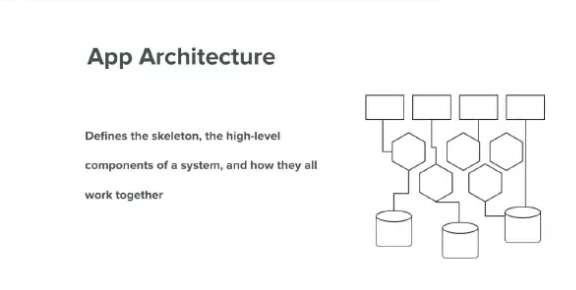 App Architecture
Defines the skeleton, the high-level
components of a system, and how they all
work together